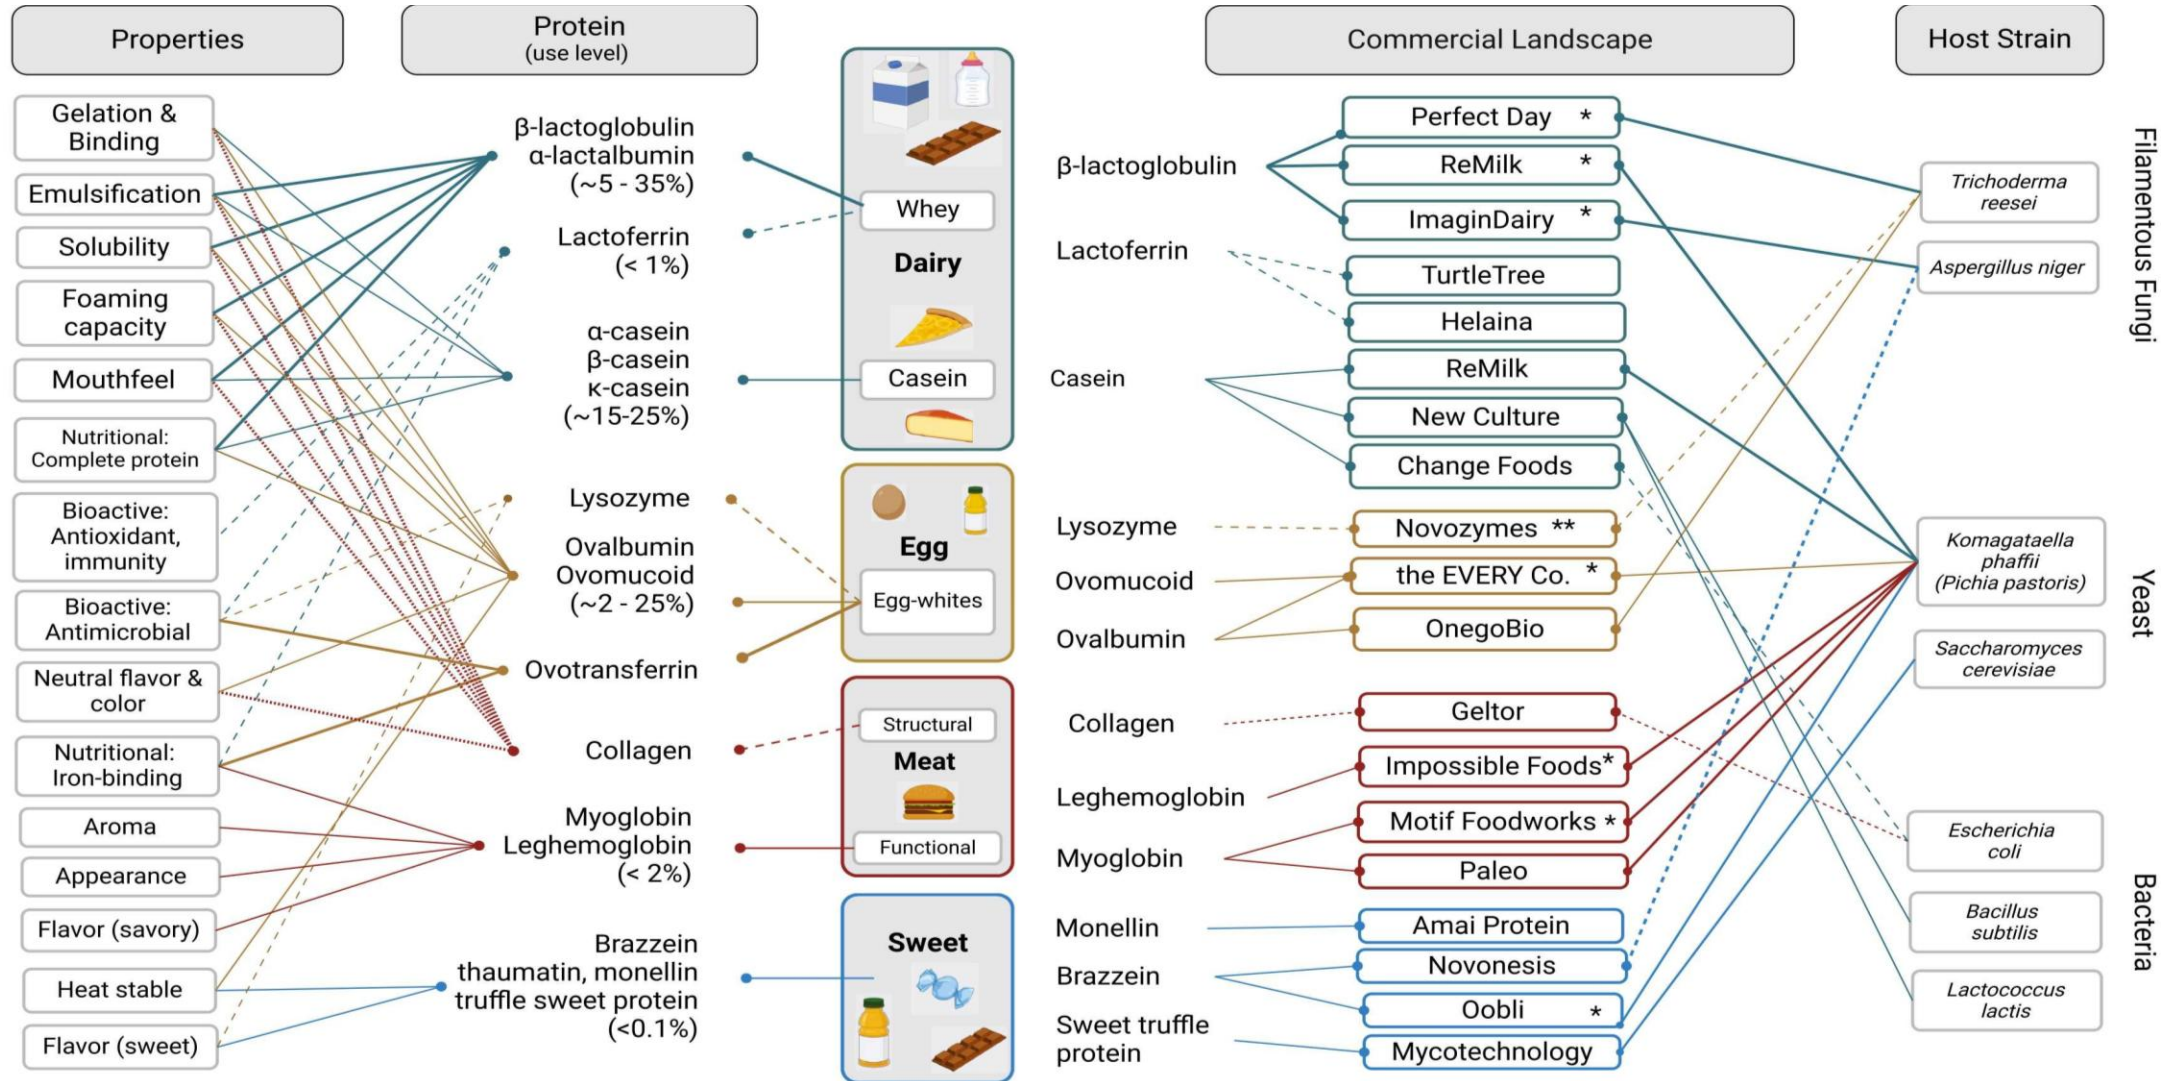 Properties
Protein
(use level)
Commercial Landscape
Host Strain
Gelation &
Binding
Emulsification
Solubility
Foaming
capacity
Mouthfeel
Nutritional:
Complete protein
Bioactive:
Antioxidant,
immunity
Bioactive:
Antimicrobial
Neutral flavor &
color
Nutritional:
Iron-binding
Aroma
Appearance
Flavor (savory)
Heat stable
Flavor (sweet)
β-lactoglobulin
α-lactalbumin
(~5 - 35%)
Lactoferrin
(< 1%)
α-casein
β-casein
κ-casein
(~15-25%)
Lysozyme
Ovalbumin
Ovomucoid
(~2 - 25%)
Ovotransferrin
Collagen
Myoglobin
Leghemoglobin
(< 2%)
Brazzein
thaumatin, monellin
truffle sweet protein
(<0.1%)
Whey
Dairy
Casein
Egg
Egg-whites
Structural
Meat
Functional
Sweet
β-lactoglobulin
Lactoferrin
Casein
Lysozyme
Ovomucoid
Ovalbumin
Collagen
Leghemoglobin
Myoglobin
Monellin
Brazzein
Sweet truffle
protein
Perfect Day *
ReMilk *
ImaginDairy *
TurtleTree
Helaina
ReMilk
New Culture
Change Foods
Novozymes **
the EVERY Co. *
OnegoBio
Geltor
Impossible Foods*
Motif Foodworks *
Paleo
Amai Protein
Novonesis
Oobli *
Mycotechnology
Trichoderma
reesei
Aspergillus niger
Komagataella
phaffii
(Pichia pastoris)
Saccharomyces
cerevisiae
Escherichia
coli
Bacillus
subtilis
Lactococcus
lactis
Filamentous Fungi
Yeast
Bacteria